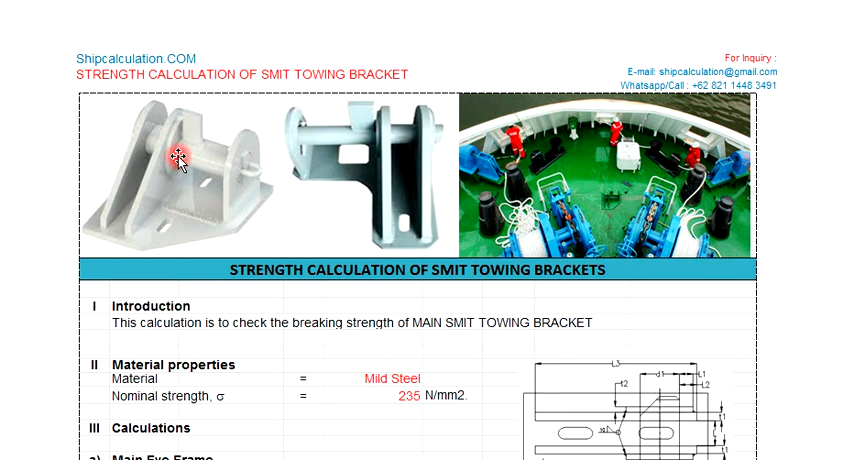 Shipcalculation.COM
STRENGTH CALCULATION OF SMIT TOWING BRACKET
For Inquiry :
E-mail: shipcalculation@gmail.com
Whatsapp/Call : +62 821 1448 3491
STRENGTH CALCULATION OF SMIT TOWING BRACKETS
I Introduction
This calculation is to check the breaking strength of MAIN SMIT TOWING BRACKET
II Material properties
Material = Mild Steel
Nominal strength, σ = 235 N/mm2.
III Calculations
a) Main Eye Frame
L3
d1 L1
t2 L2